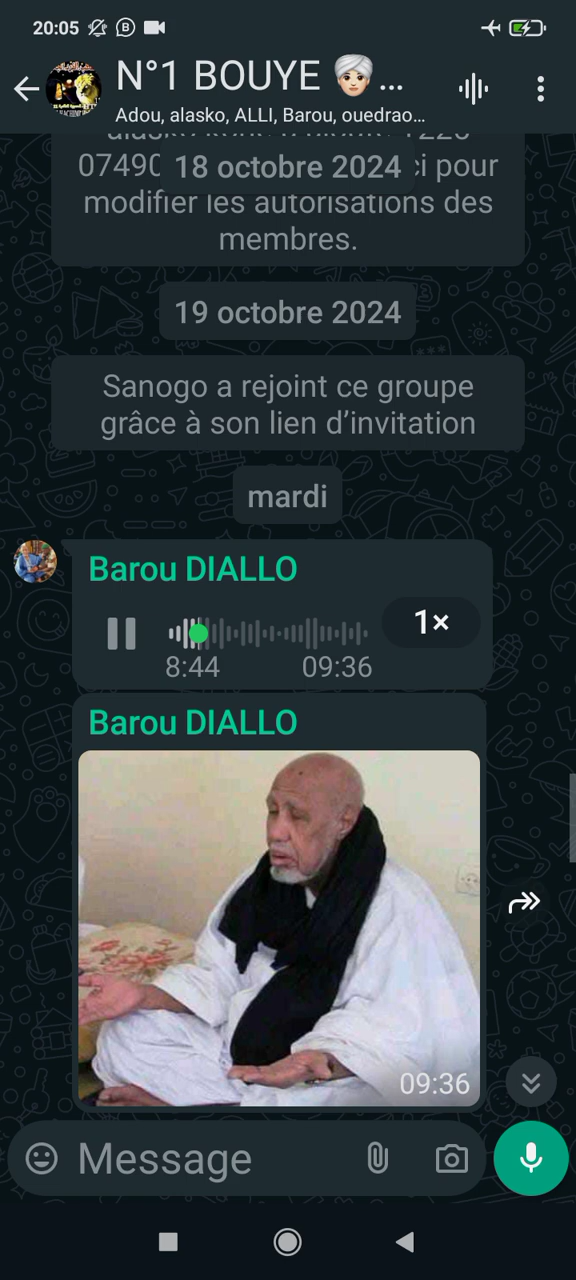 20:05
N°1 BOUYE 👳🏻...
Adou, alasko, ALLI, Barou, ouedrao...
18 octobre 2024
pour
modifier les autorisations des
membres.
19 octobre 2024
Sanogo a rejoint ce groupe
grâce à son lien d'invitation
mardi
Barou DIALLO
1×
8:44 09:36
Barou DIALLO
09:36
Message